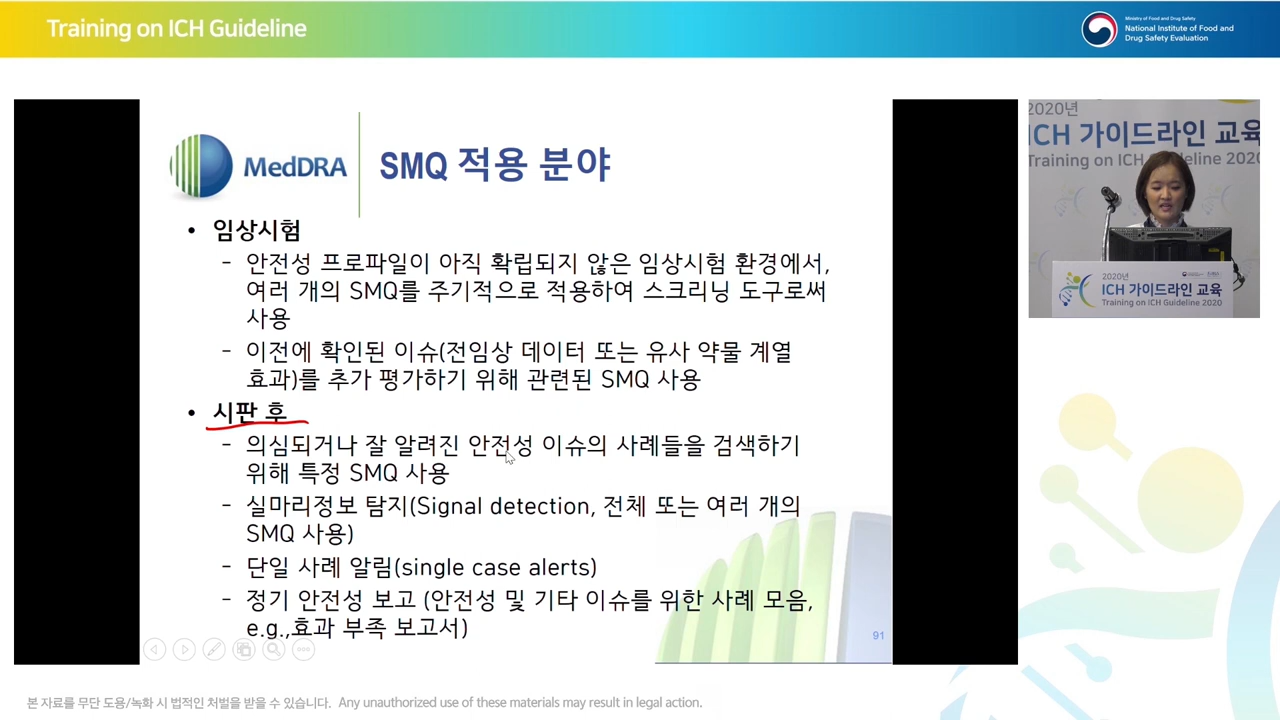 Training on ICH Guideline
Ministry of Food and Drug Safety
National Institute of Food and
Drug Safety Evaluation
MedDRA
SMQ 적용 분야
• 임상시험
- 안전성 프로파일이 아직 확립되지 않은 임상시험 환경에서,
여러 개의 SMQ를 주기적으로 적용하여 스크리닝 도구로써
사용
- 이전에 확인된 이슈(전임상 데이터 또는 유사 약물 계열
효과)를 추가 평가하기 위해 관련된 SMQ 사용
• 시판 후
- 의심되거나 잘 알려진 안전성 이슈의 사례들을 검색하기
위해 특정 SMQ 사용
- 실마리정보 탐지(Signal detection, 전체 또는 여러 개의
SMQ 사용)
- 단일 사례 알림(single case alerts)
- 정기 안전성 보고 (안전성 및 기타 이슈를 위한 사례 모음,
e.g.,효과 부족 보고서)
91
2020년
ICH 가이드라인 교육
Training on ICH Guideline 2020
2020년
ICH 가이드라인 교육
Training on ICH Guideline 2020
본 자료를 무단 도용/녹화 시 법적인 처벌을 받을 수 있습니다. Any unauthorized use of these materials may result in legal action.